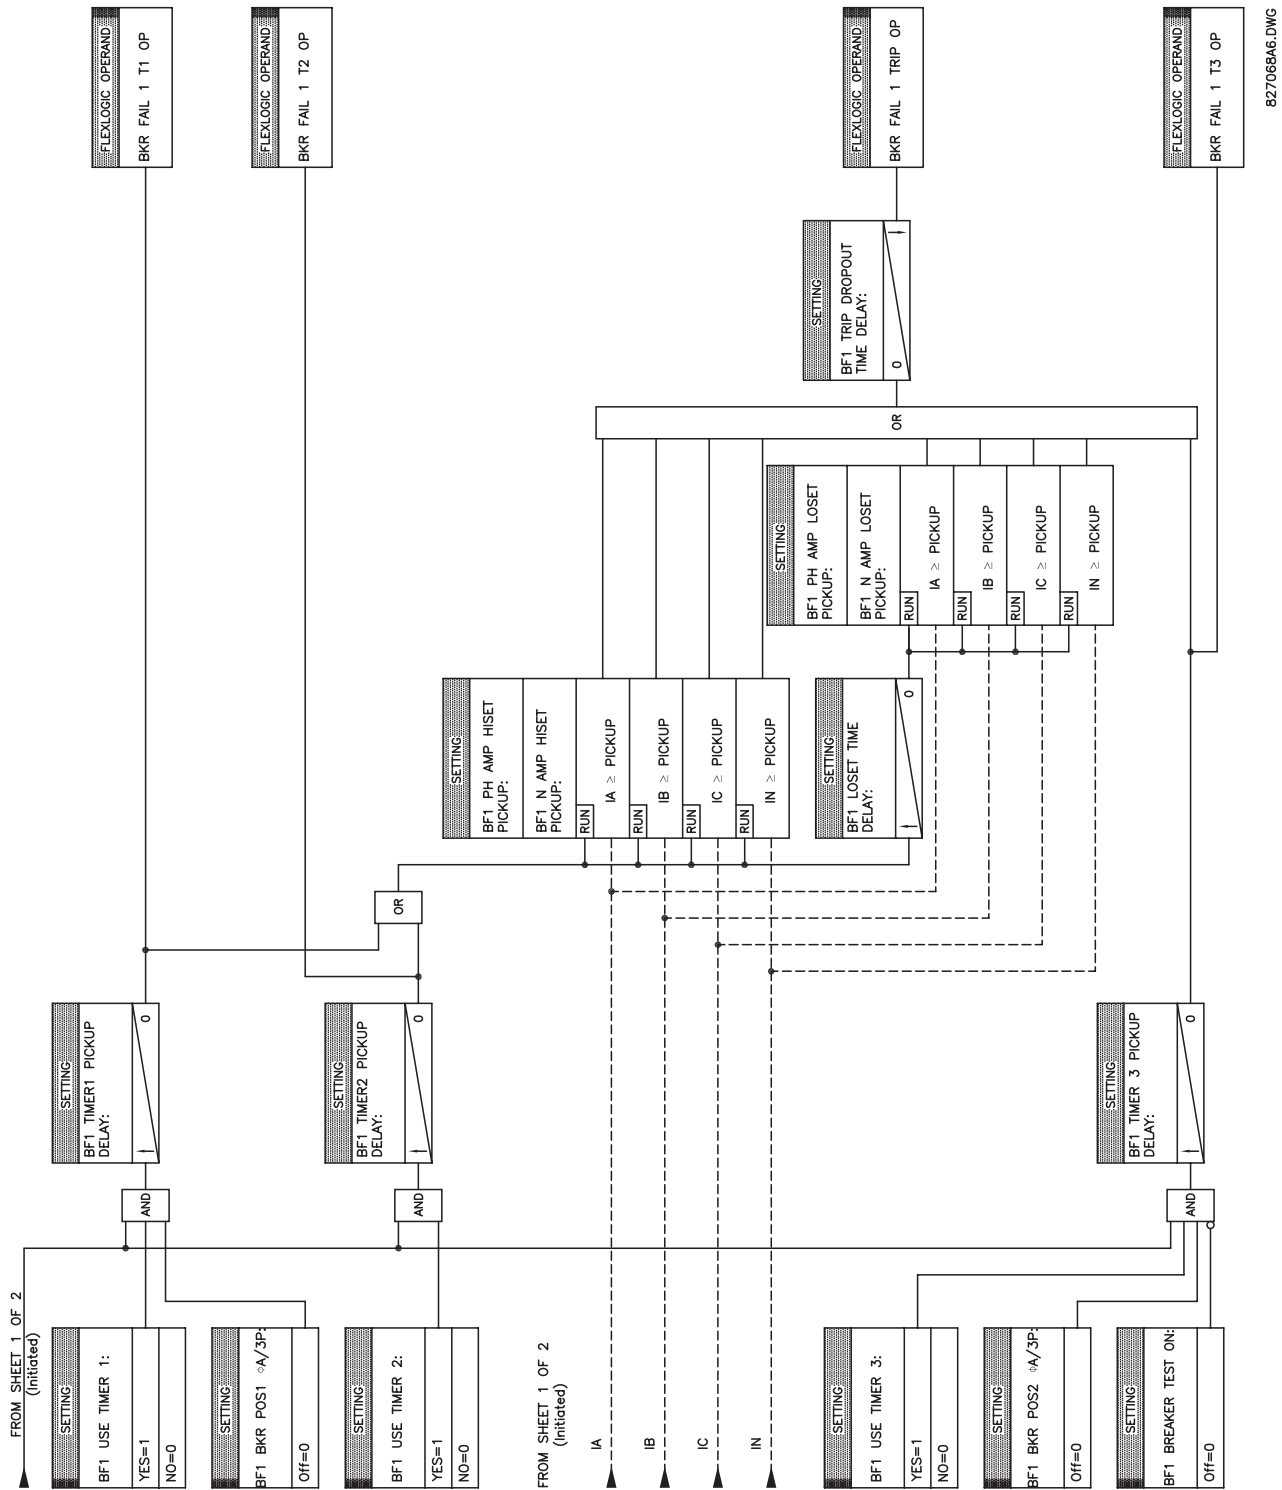 FROM SHEET 1 OF 2
(Initiated)
SETTING
BF1 USE TIMER 1:
YES=1
NO=0
SETTING
BF1 BKR POS1 ΦA/3P:
Off=0
SETTING
BF1 USE TIMER 2:
YES=1
NO=0
FROM SHEET 1 OF 2
(Initiated)
IA
IB
IC
IN
SETTING
BF1 USE TIMER 3:
YES=1
NO=0
SETTING
BF1 BKR POS2 ΦA/3P:
Off=0
SETTING
BF1 BREAKER TEST ON:
Off=0
AND
AND
AND
SETTING
BF1 TIMER1 PICKUP
DELAY:
0
SETTING
BF1 TIMER2 PICKUP
DELAY:
0
SETTING
BF1 TIMER 3 PICKUP
DELAY:
0
OR
SETTING
BF1 PH AMP HISET
PICKUP:
BF1 N AMP HISET
PICKUP:
RUN
IA ≥ PICKUP
RUN
IB ≥ PICKUP
RUN
IC ≥ PICKUP
RUN
IN ≥ PICKUP
SETTING
BF1 LOSET TIME
DELAY:
0
SETTING
BF1 PH AMP LOSET
PICKUP:
BF1 N AMP LOSET
PICKUP:
RUN
IA ≥ PICKUP
RUN
IB ≥ PICKUP
RUN
IC ≥ PICKUP
RUN
IN ≥ PICKUP
OR
SETTING
BF1 TRIP DROPOUT
TIME DELAY:
0
FLEXLOGIC OPERAND
BKR FAIL 1 T1 OP
FLEXLOGIC OPERAND
BKR FAIL 1 T2 OP
FLEXLOGIC OPERAND
BKR FAIL 1 TRIP OP
FLEXLOGIC OPERAND
BKR FAIL 1 T3 OP
827068A6.DWG